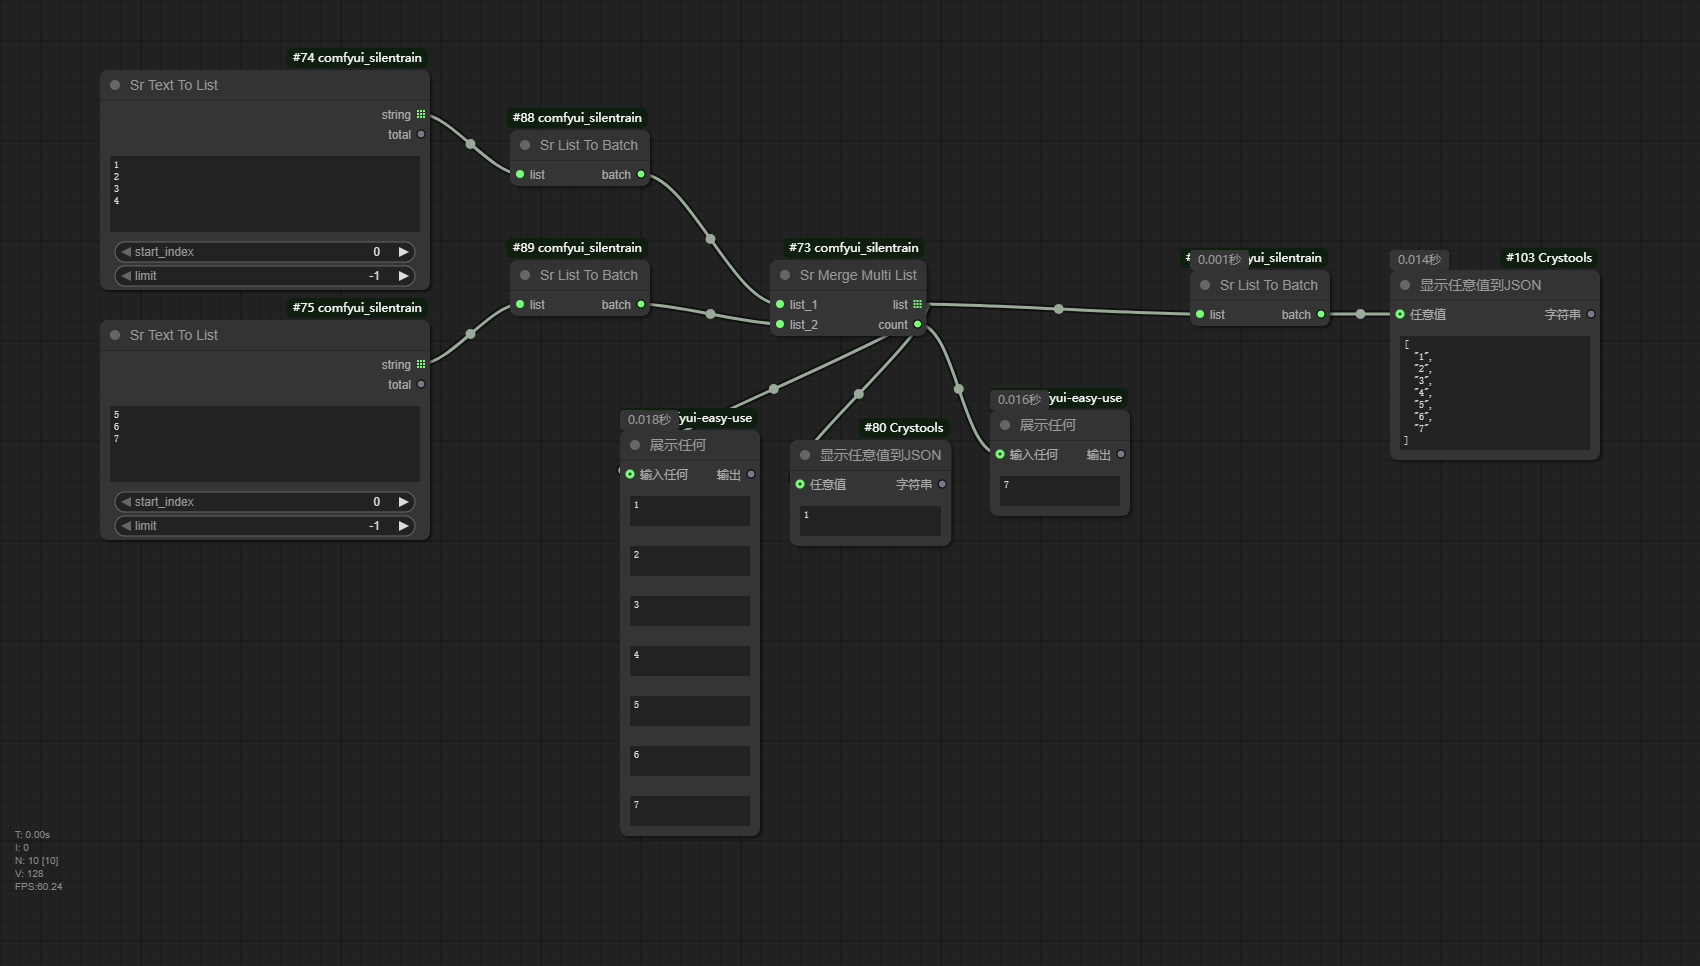 #74 comfyui_silentrain
Sr Text To List
string
total
1
2
3
4
start_index 0
limit -1
#75 comfyui_silentrain
Sr Text To List
string
total
5
6
7
start_index 0
limit -1
#88 comfyui_silentrain
Sr List To Batch
list batch
#89 comfyui_silentrain
Sr List To Batch
list batch
#73 comfyui_silentrain
Sr Merge Multi List
list_1 list
list_2 count
0.018秒 fyui-easy-use
展示任何
输入任何 输出
1
2
3
4
5
6
7
#80 Crystools
显示任意值到JSON
任意值 字符串
1
0.016秒 yui-easy-use
展示任何
输入任何 输出
7
0.001秒 yui_silentrain
Sr List To Batch
list batch
0.014秒 #103 Crystools
显示任意值到JSON
任意值 字符串
[
"1",
"2",
"3",
"4",
"5",
"6",
"7"
]
T: 0.00s
I: 0
N: 10 [10]
V: 128
FPS:60.24